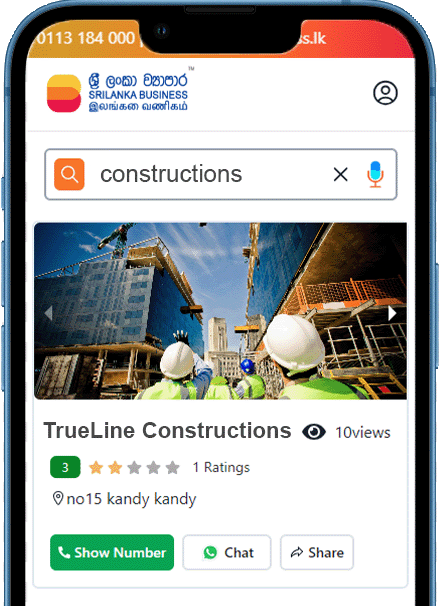 0113 184 000 | ss.lk
ශ්‍රී ලංකා ව්‍යාපාර ™
SRILANKA BUSINESS
இலங்கை வணிகம்
constructions
TrueLine Constructions 10views
3 1 Ratings
no15 kandy kandy
Show Number Chat Share